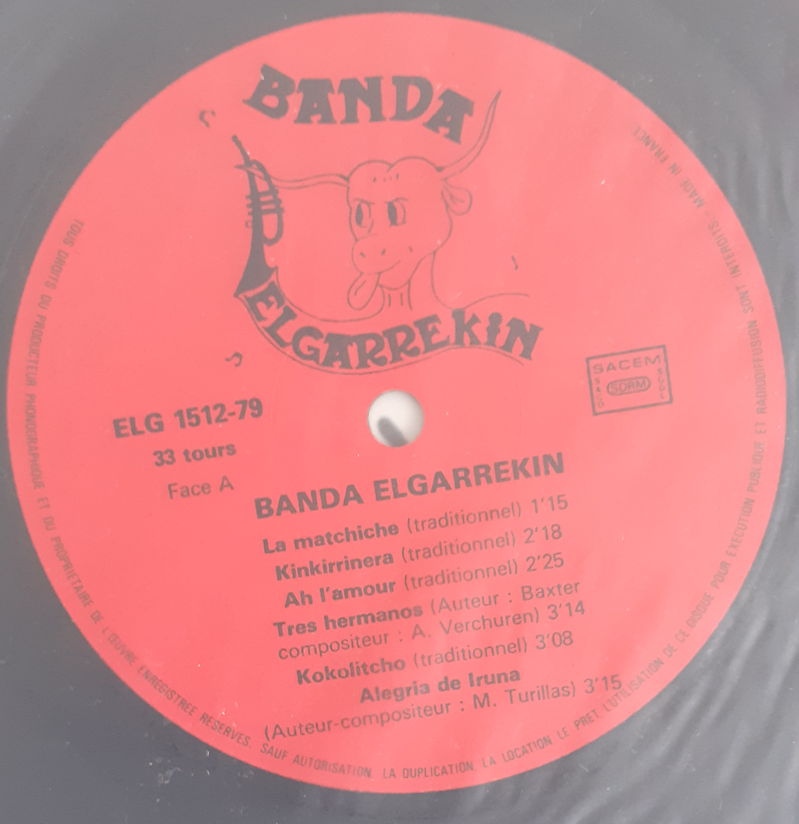 BANDA
ELGARREKIN
SACEM
SACD
SDRM
SGDL
ELG 1512-79
33 tours
Face A
BANDA ELGARREKIN
La matchiche (traditionnel) 1'15
Kinkirrinera (traditionnel) 2'18
Ah l'amour (traditionnel) 2'25
Tres hermanos (Auteur : Baxter
compositeur : A. Verchuren) 3'14
Kokolitcho (traditionnel) 3'08
Alegria de Iruna
(Auteur-compositeur : M. Turillas) 3'15
TOUS DROITS DU PRODUCTEUR PHONOGRAPHIQUE ET DU PROPRIETAIRE DE L'ŒUVRE ENREGISTREE RESERVES. SAUF AUTORISATION, LA DUPLICATION, LA LOCATION, LE PRET, L'UTILISATION DE CE DISQUE POUR EXECUTION PUBLIQUE ET RADIODIFFUSION SONT INTERDITS - MADE IN FRANCE